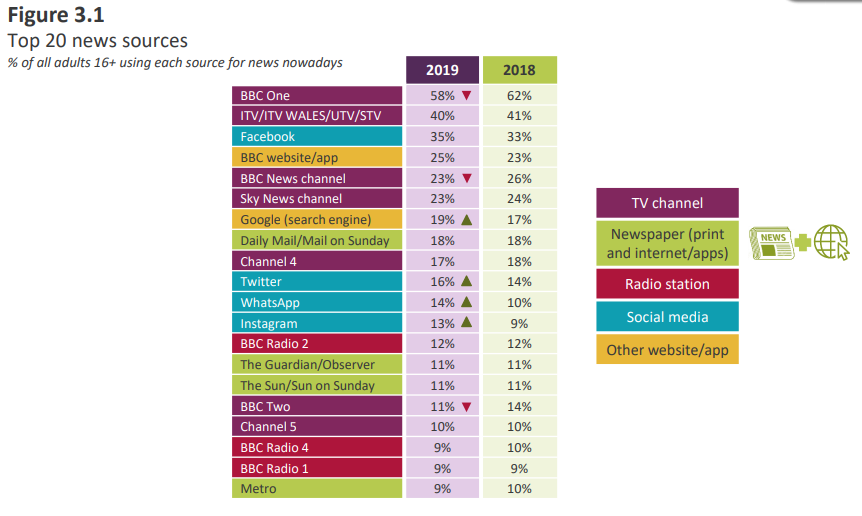 Figure 3.1
Top 20 news sources
% of all adults 16+ using each source for news nowadays
2019 2018
BBC One 58% ▼ 62%
ITV/ITV WALES/UTV/STV 40% 41%
Facebook 35% 33%
BBC website/app 25% 23%
BBC News channel 23% ▼ 26%
Sky News channel 23% 24%
Google (search engine) 19% ▲ 17%
Daily Mail/Mail on Sunday 18% 18%
Channel 4 17% 18%
Twitter 16% ▲ 14%
WhatsApp 14% ▲ 10%
Instagram 13% ▲ 9%
BBC Radio 2 12% 12%
The Guardian/Observer 11% 11%
The Sun/Sun on Sunday 11% 11%
BBC Two 11% ▼ 14%
Channel 5 10% 10%
BBC Radio 4 9% 10%
BBC Radio 1 9% 9%
Metro 9% 10%
TV channel
Newspaper (print
and internet/apps)
NEWS
Radio station
Social media
Other website/app